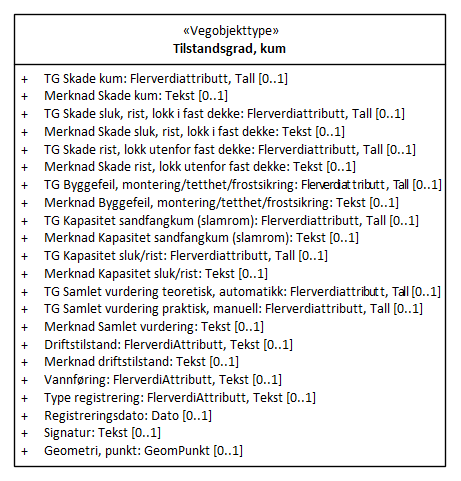 «Vegobjekttype»
Tilstandsgrad, kum
+ TG Skade kum: Flerverdiattributt, Tall [0..1]
+ Merknad Skade kum: Tekst [0..1]
+ TG Skade sluk, rist, lokk i fast dekke: Flerverdiattributt, Tall [0..1]
+ Merknad Skade sluk, rist, lokk i fast dekke: Tekst [0..1]
+ TG Skade rist, lokk utenfor fast dekke: Flerverdiattributt, Tall [0..1]
+ Merknad Skade rist, lokk utenfor fast dekke: Tekst [0..1]
+ TG Byggefeil, montering/tetthet/frostsikring: Flerverdiattributt, Tall [0..1]
+ Merknad Byggefeil, montering/tetthet/frostsikring: Tekst [0..1]
+ TG Kapasitet sandfangkum (slamrom): Flerverdiattributt, Tall [0..1]
+ Merknad Kapasitet sandfangkum (slamrom): Tekst [0..1]
+ TG Kapasitet sluk/rist: Flerverdiattributt, Tall [0..1]
+ Merknad Kapasitet sluk/rist: Tekst [0..1]
+ TG Samlet vurdering teoretisk, automatikk: Flerverdiattributt, Tall [0..1]
+ TG Samlet vurdering praktisk, manuell: Flerverdiattributt, Tall [0..1]
+ Merknad Samlet vurdering: Tekst [0..1]
+ Driftstilstand: FlerverdiAttributt, Tekst [0..1]
+ Merknad driftstilstand: Tekst [0..1]
+ Vannføring: FlerverdiAttributt, Tekst [0..1]
+ Type registrering: FlerverdiAttributt, Tekst [0..1]
+ Registreringsdato: Dato [0..1]
+ Signatur: Tekst [0..1]
+ Geometri, punkt: GeomPunkt [0..1]